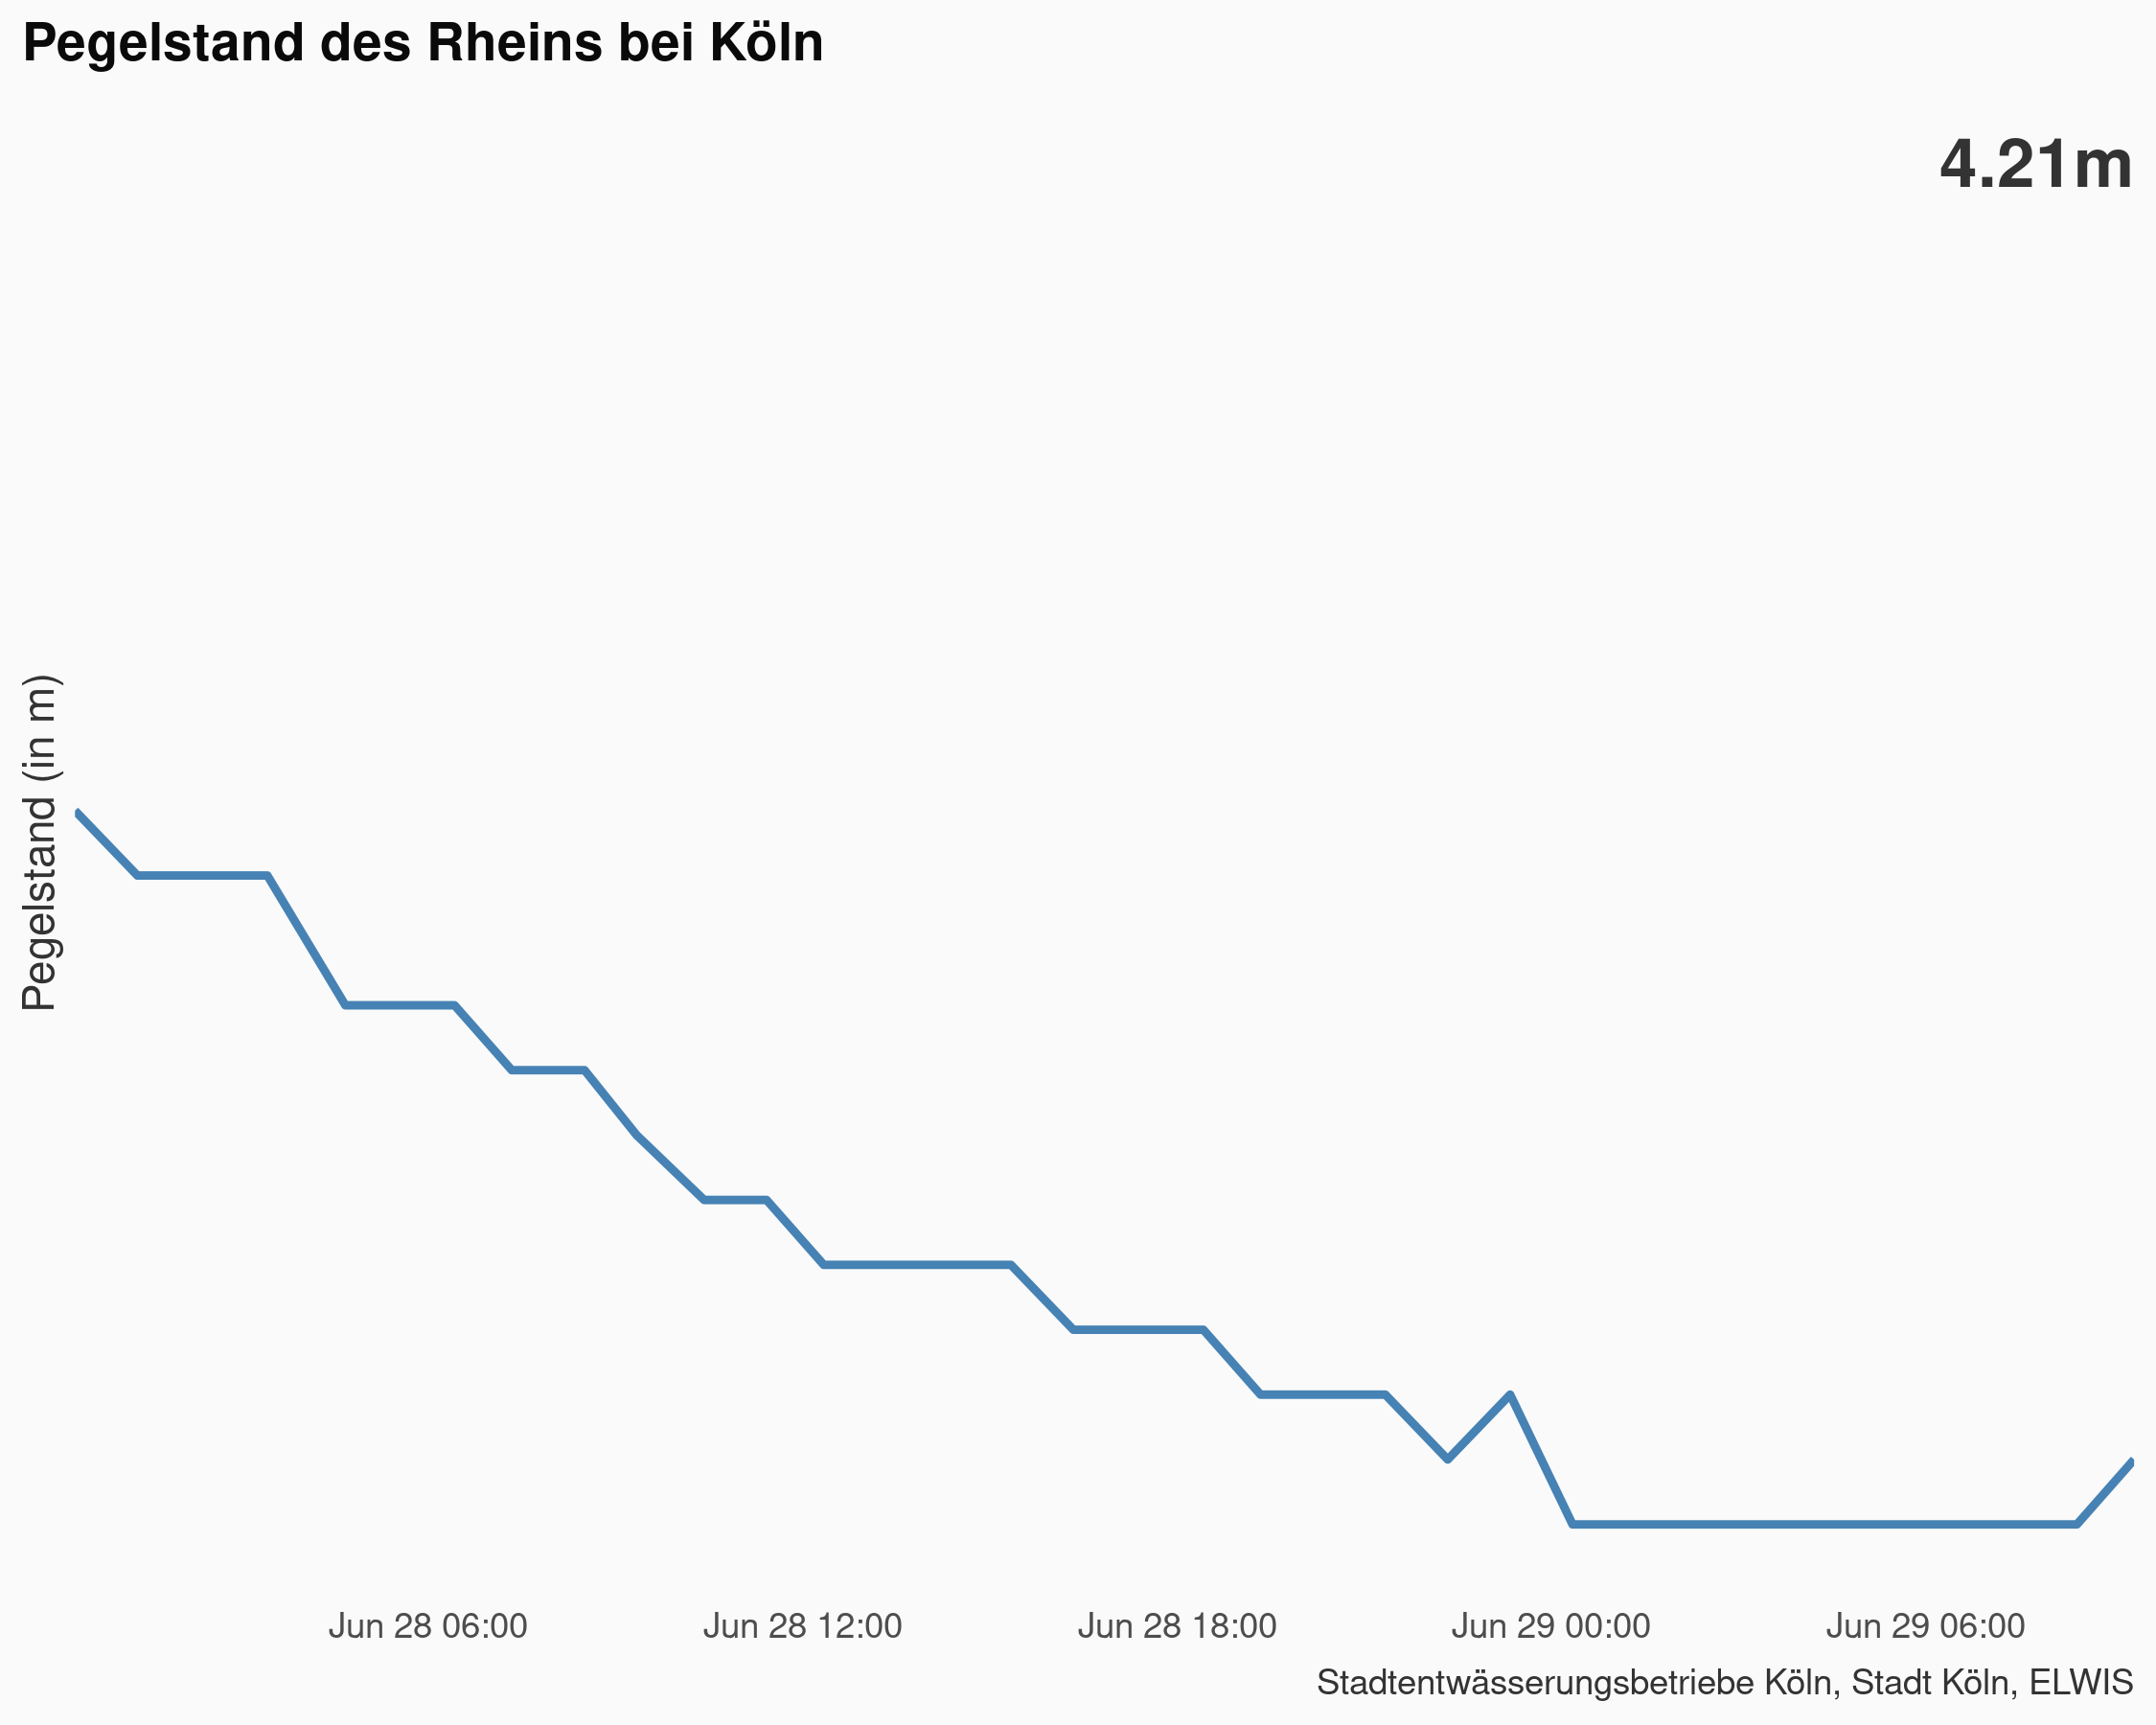 Pegelstand des Rheins bei Köln
4.21m
Pegelstand (in m)
Jun 28 06:00 Jun 28 12:00 Jun 28 18:00 Jun 29 00:00 Jun 29 06:00
Stadtentwässerungsbetriebe Köln, Stadt Köln, ELWIS